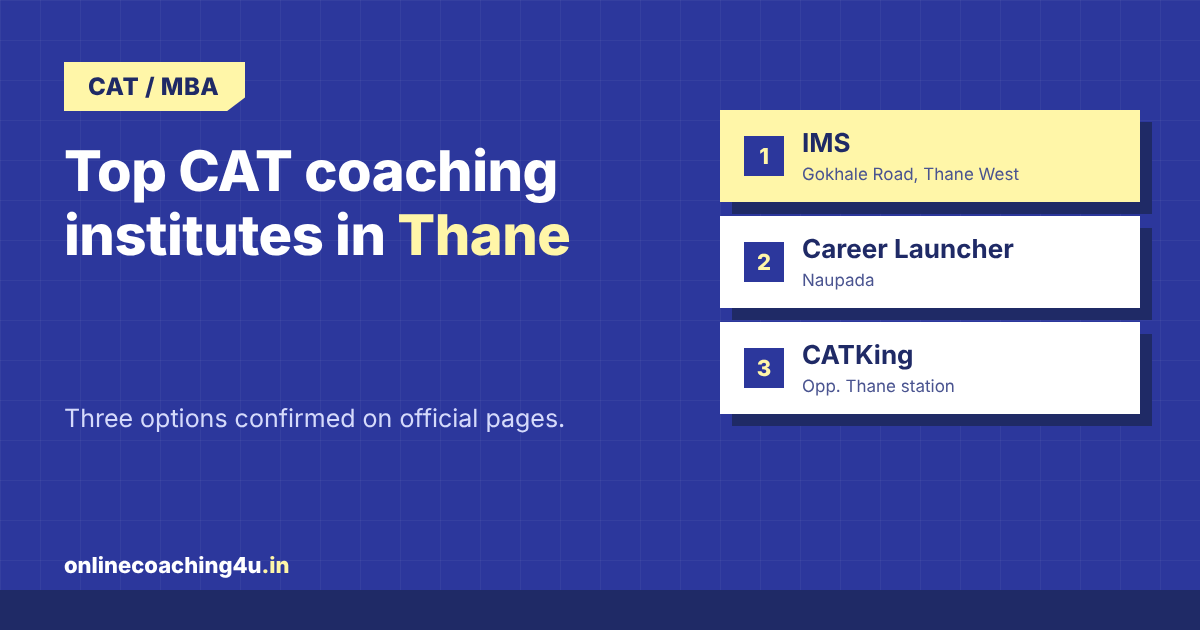 CAT / MBA
Top CAT coaching
institutes in Thane
Three options confirmed on official pages.
onlinecoaching4u.in
1
IMS
Gokhale Road, Thane West
2
Career Launcher
Naupada
3
CATKing
Opp. Thane station